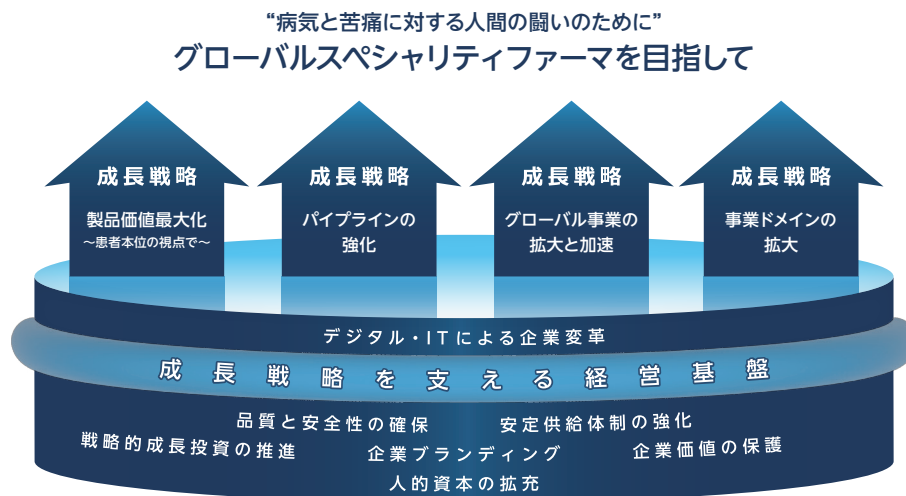 “病気と苦痛に対する人間の闘いのために”
グローバルスペシャリティファーマを目指して
成長戦略
製品価値最大化
～患者本位の視点で～
成長戦略
パイプラインの
強化
成長戦略
グローバル事業の
拡大と加速
成長戦略
事業ドメインの
拡大
デジタル・ITによる企業変革
成長戦略を支える経営基盤
品質と安全性の確保
安定供給体制の強化
戦略的成長投資の推進
企業ブランディング
企業価値の保護
人的資本の拡充